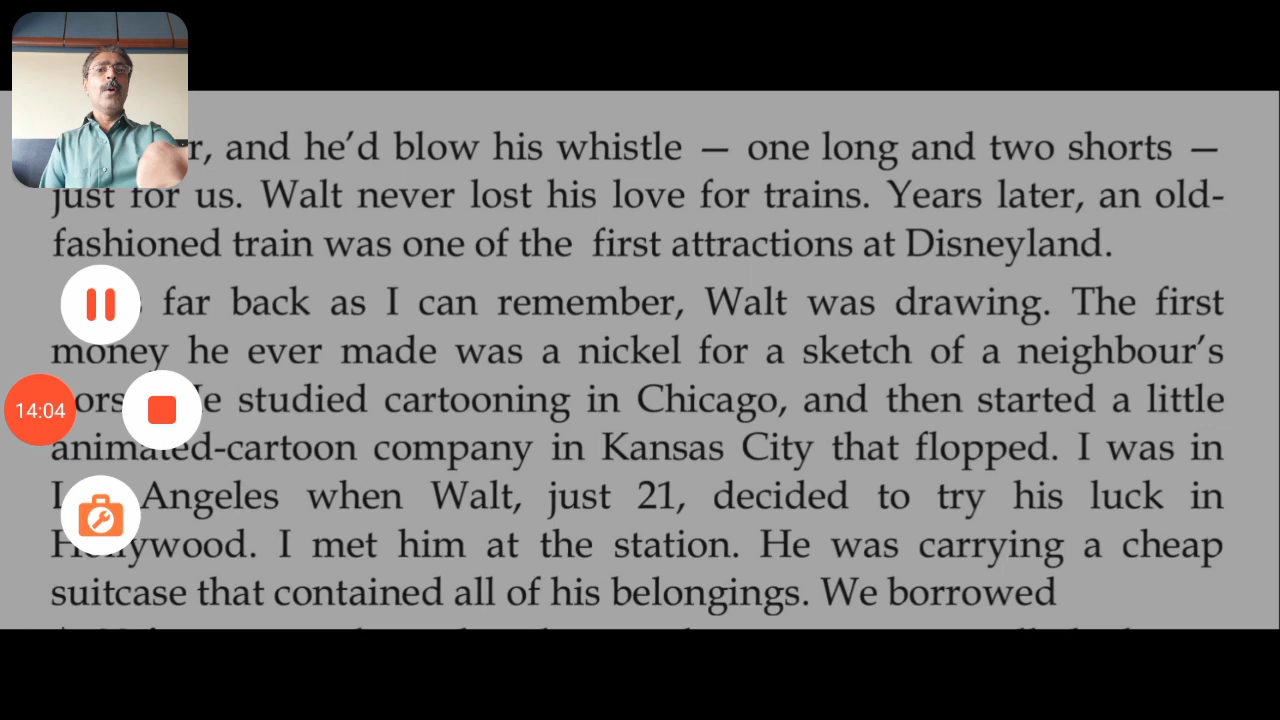 and he’d blow his whistle — one long and two shorts —
just for us. Walt never lost his love for trains. Years later, an old-
fashioned train was one of the first attractions at Disneyland.
far back as I can remember, Walt was drawing. The first
money he ever made was a nickel for a sketch of a neighbour’s
studied cartooning in Chicago, and then started a little
14:04
animated-cartoon company in Kansas City that flopped. I was in
Angeles when Walt, just 21, decided to try his luck in
Hollywood. I met him at the station. He was carrying a cheap
suitcase that contained all of his belongings. We borrowed